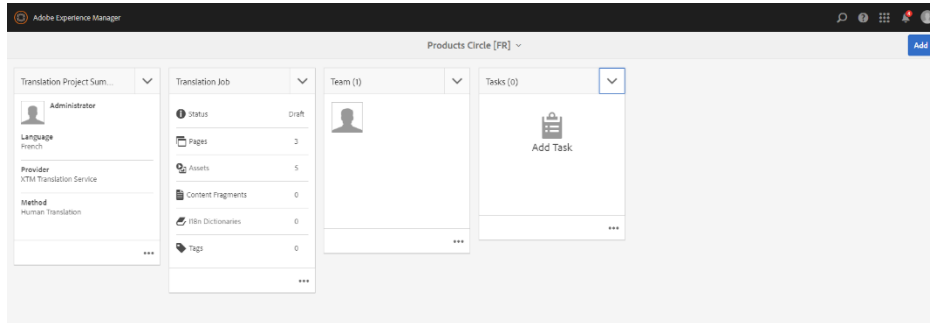 Adobe Experience Manager
Products Circle [FR]
Add
Translation Project Sum...
Administrator
Language
French
Provider
XTM Translation Service
Method
Human Translation
Translation Job
Status Draft
Pages 3
Assets 5
Content Fragments 0
I18n Dictionaries 0
Tags 0
Team (1)
Tasks (0)
Add Task